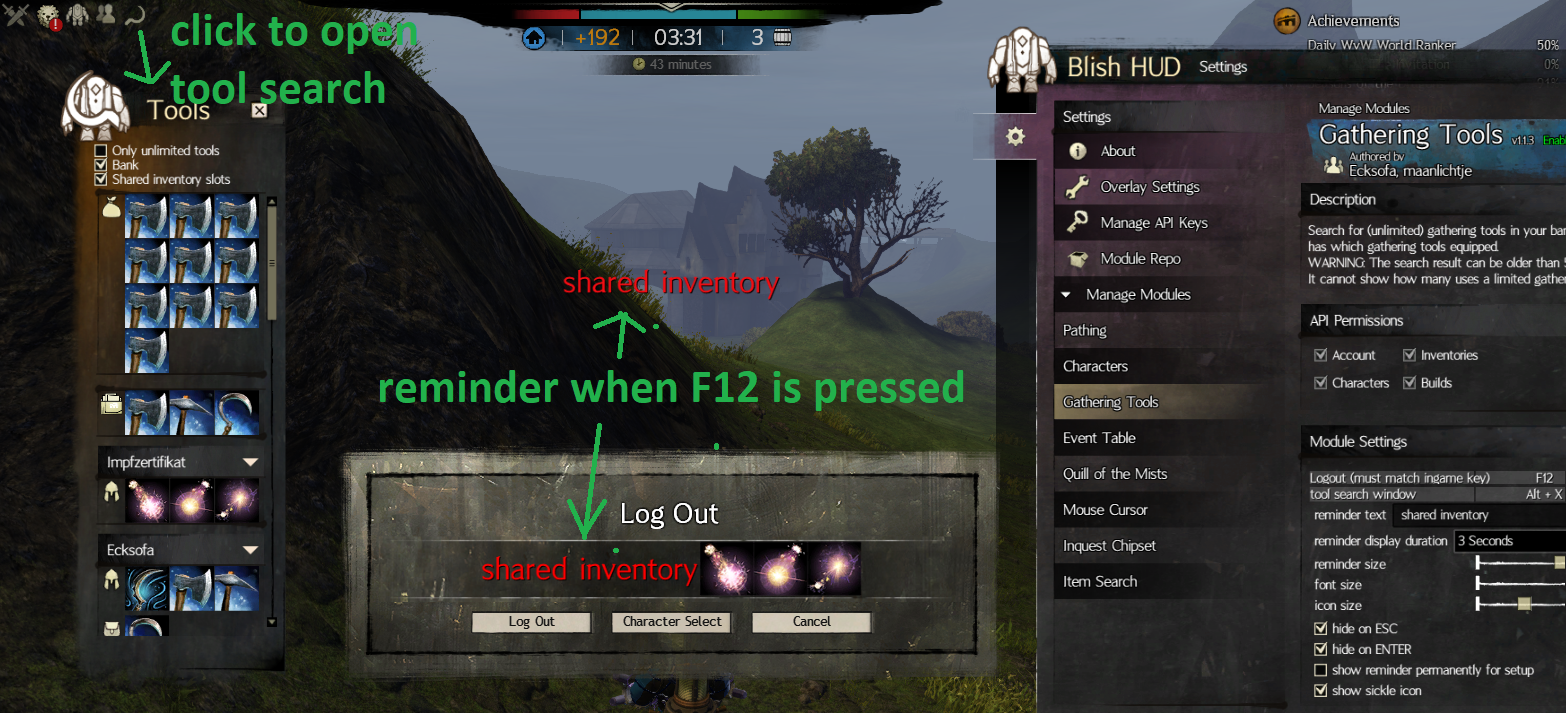 click to open
tool search
Tools
Only unlimited tools
Bank
Shared inventory slots
Impfzertifikat
Ecksofa
+192
03:31
3
43 minutes
shared inventory
reminder when F12 is pressed
Log Out
shared inventory
Log Out
Character Select
Cancel
Achievements
Daily WvW World Ranker
50%
0%
Blish HUD
Settings
Settings
About
Overlay Settings
Manage API Keys
Module Repo
Manage Modules
Pathing
Characters
Gathering Tools
Event Table
Quill of the Mists
Mouse Cursor
Inquest Chipset
Item Search
Manage Modules
Gathering Tools v1.1.3 Enab
Authored by
Ecksofa, maanlichtje
Description
Search for (unlimited) gathering tools in your ban
has which gathering tools equipped.
WARNING: The search result can be older than 5
It cannot show how many uses a limited gather
API Permissions
Account
Inventories
Characters
Builds
Module Settings
Logout (must match ingame key) F12
tool search window Alt + X
reminder text shared inventory
reminder display duration 3 Seconds
reminder size
font size
icon size
hide on ESC
hide on ENTER
show reminder permanently for setup
show sickle icon